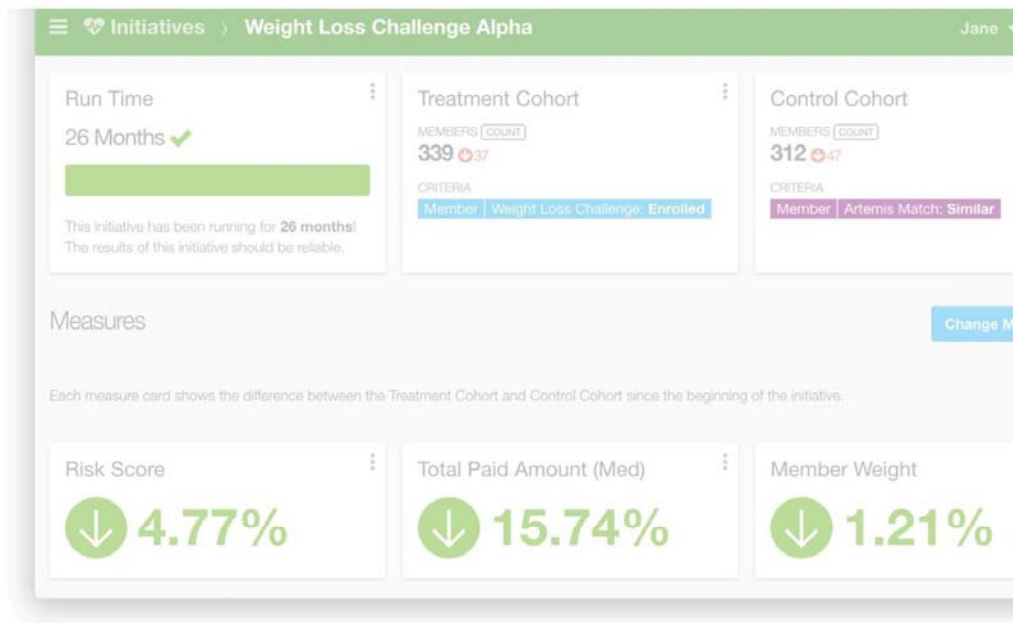 Initiatives 〉 Weight Loss Challenge Alpha
Jane
Run Time
26 Months
This initiative has been running for 26 months!
The results of this initiative should be reliable.
Treatment Cohort
MEMBERS COUNT
339 37
CRITERIA
Member Weight Loss Challenge: Enrolled
Control Cohort
MEMBERS COUNT
312 47
CRITERIA
Member Artemis Match: Similar
Measures
Change M
Each measure card shows the difference between the Treatment Cohort and Control Cohort since the beginning of the initiative.
Risk Score
4.77%
Total Paid Amount (Med)
15.74%
Member Weight
1.21%